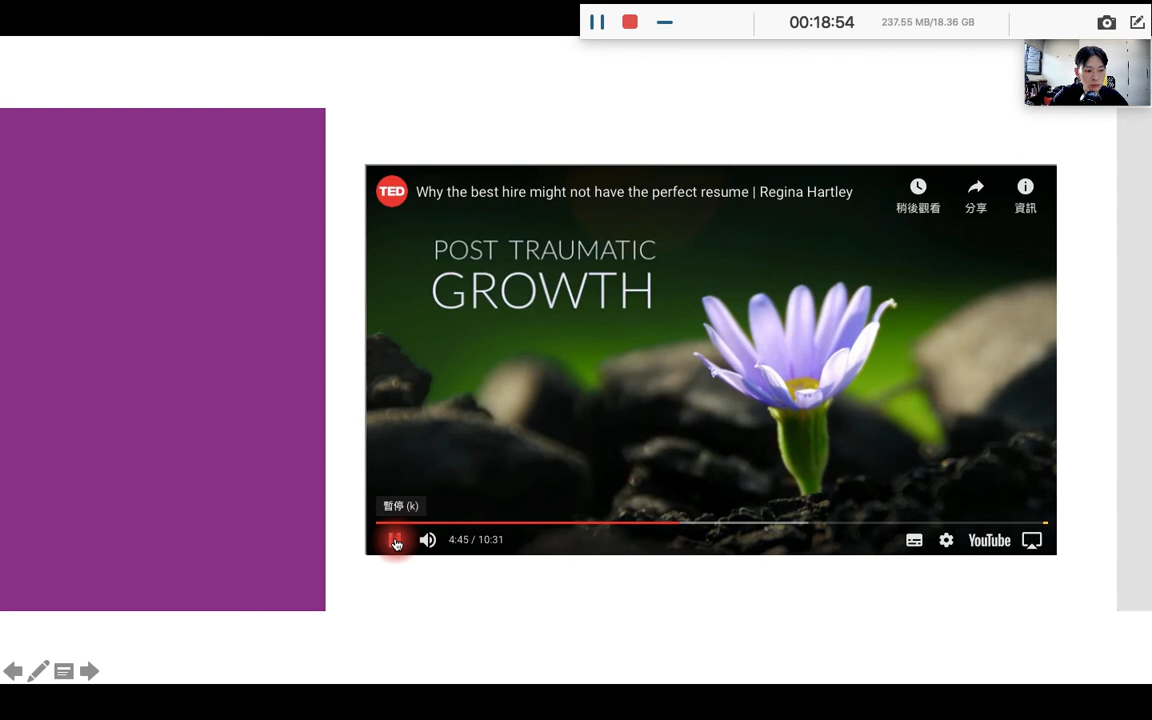 00:18:54
237.55 MB/18.36 GB
TED
Why the best hire might not have the perfect resume | Regina Hartley
稍後觀看
分享
資訊
POST TRAUMATIC
GROWTH
暫停 (k)
4:45 / 10:31
YouTube